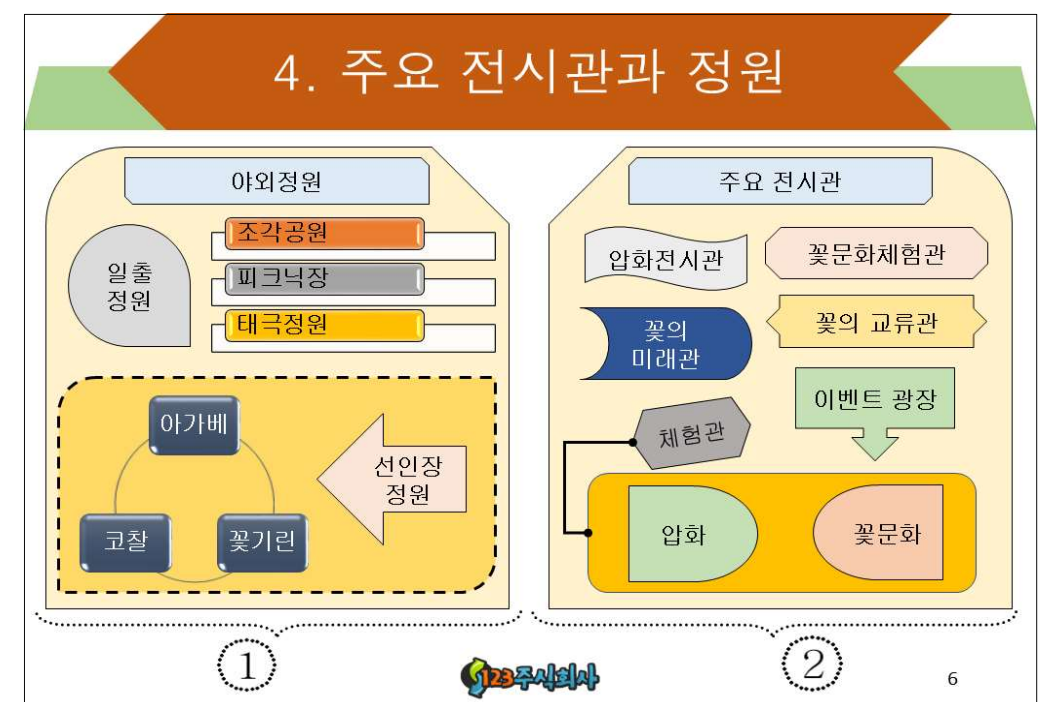 4. 주요 전시관과 정원
야외정원
일출
정원
조각공원
피크닉장
태극정원
아가베
코찰
꽃기린
선인장
정원
1
주요 전시관
압화전시관
꽃문화체험관
꽃의
미래관
꽃의 교류관
이벤트 광장
체험관
압화
꽃문화
2
123주식회사
6